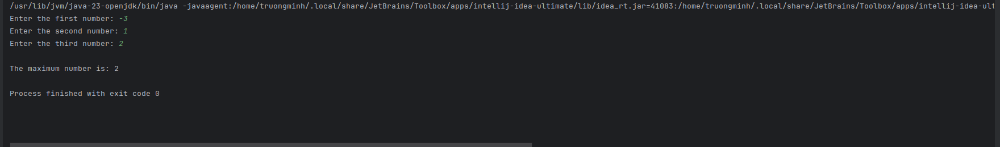 /usr/lib/jvm/java-23-openjdk/bin/java -javaagent:/home/truongminh/.local/share/JetBrains/Toolbox/apps/intellij-idea-ultimate/lib/idea_rt.jar=41083:/home/truongminh/.local/share/JetBrains/Toolbox/apps/intellij-idea-ult
Enter the first number: -3
Enter the second number: 1
Enter the third number: 2
The maximum number is: 2
Process finished with exit code 0